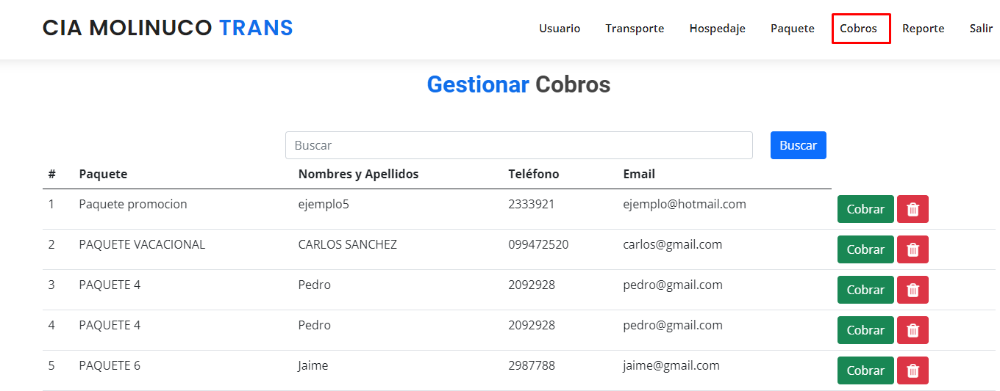 CIA MOLINUCO TRANS
Usuario Transporte Hospedaje Paquete Cobros Reporte Salir
Gestionar Cobros
Buscar Buscar
# Paquete Nombres y Apellidos Teléfono Email
1 Paquete promocion ejemplo5 2333921 ejemplo@hotmail.com Cobrar
2 PAQUETE VACACIONAL CARLOS SANCHEZ 099472520 carlos@gmail.com Cobrar
3 PAQUETE 4 Pedro 2092928 pedro@gmail.com Cobrar
4 PAQUETE 4 Pedro 2092928 pedro@gmail.com Cobrar
5 PAQUETE 6 Jaime 2987788 jaime@gmail.com Cobrar